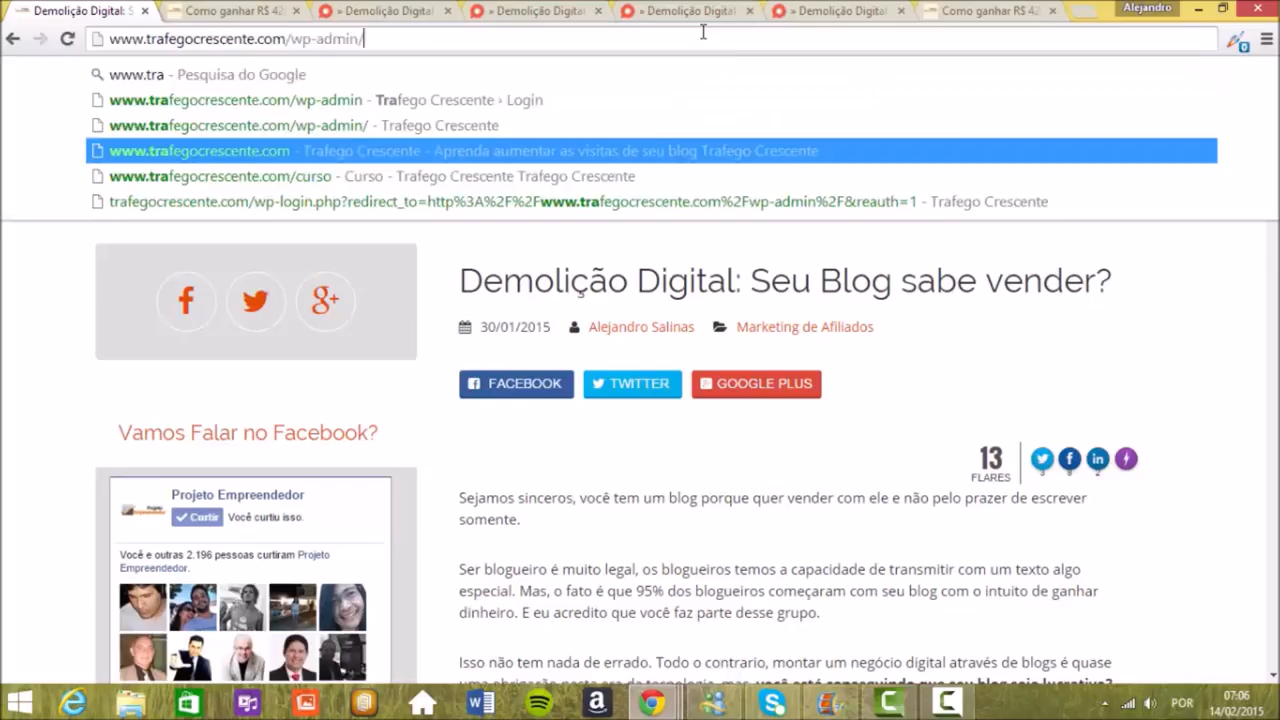 Demolição Digital: S
Como ganhar R$ 42
» Demolição Digital
» Demolição Digital
» Demolição Digital
» Demolição Digital
Como ganhar R$ 42
Alejandro
www.trafegocrescente.com/wp-admin/
www.tra - Pesquisa do Google
www.trafegocrescente.com/wp-admin - Trafego Crescente › Login
www.trafegocrescente.com/wp-admin/ - Trafego Crescente
www.trafegocrescente.com - Trafego Crescente - Aprenda aumentar as visitas de seu blog Trafego Crescente
www.trafegocrescente.com/curso - Curso - Trafego Crescente Trafego Crescente
trafegocrescente.com/wp-login.php?redirect_to=http%3A%2F%2Fwww.trafegocrescente.com%2Fwp-admin%2F&reauth=1 - Trafego Crescente
Demolição Digital: Seu Blog sabe vender?
30/01/2015 Alejandro Salinas Marketing de Afiliados
FACEBOOK TWITTER GOOGLE PLUS
Vamos Falar no Facebook?
13
FLARES
Projeto Empreendedor
Curtir Você curtiu isso.
Você e outras 2.196 pessoas curtiram Projeto
Empreendedor.
Sejamos sinceros, você tem um blog porque quer vender com ele e não pelo prazer de escrever
somente.
Ser blogueiro é muito legal, os blogueiros temos a capacidade de transmitir com um texto algo
especial. Mas, o fato é que 95% dos blogueiros começaram com seu blog com o intuito de ganhar
dinheiro. E eu acredito que você faz parte desse grupo.
Isso não tem nada de errado. Todo o contrário, montar um negócio digital através de blogs é quase
POR
07:06
14/02/2015